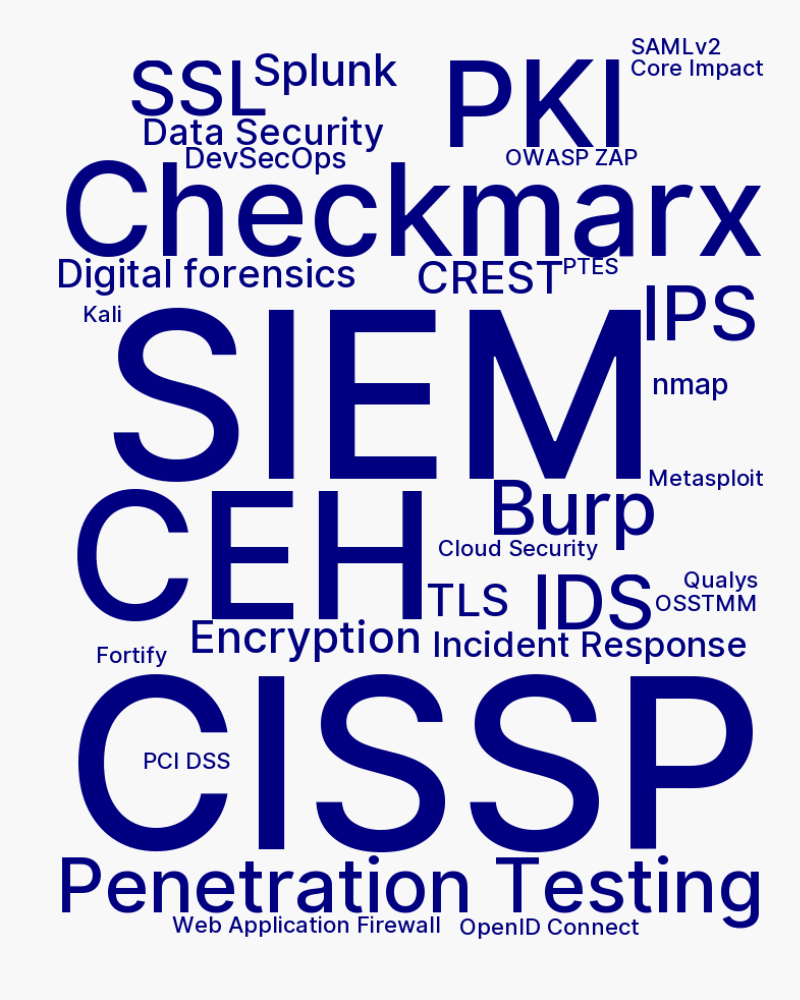 SAMLv2
Core Impact
SSL
Splunk
PKI
Data Security
DevSecOps
OWASP ZAP
Checkmarx
Digital forensics
CREST
PTES
Kali
IPS
SIEM
nmap
Metasploit
Burp
CEH
Cloud Security
TLS
IDS
Qualys
OSSTMM
Encryption
Incident Response
Fortify
CISSP
PCI DSS
Penetration Testing
Web Application Firewall
OpenID Connect